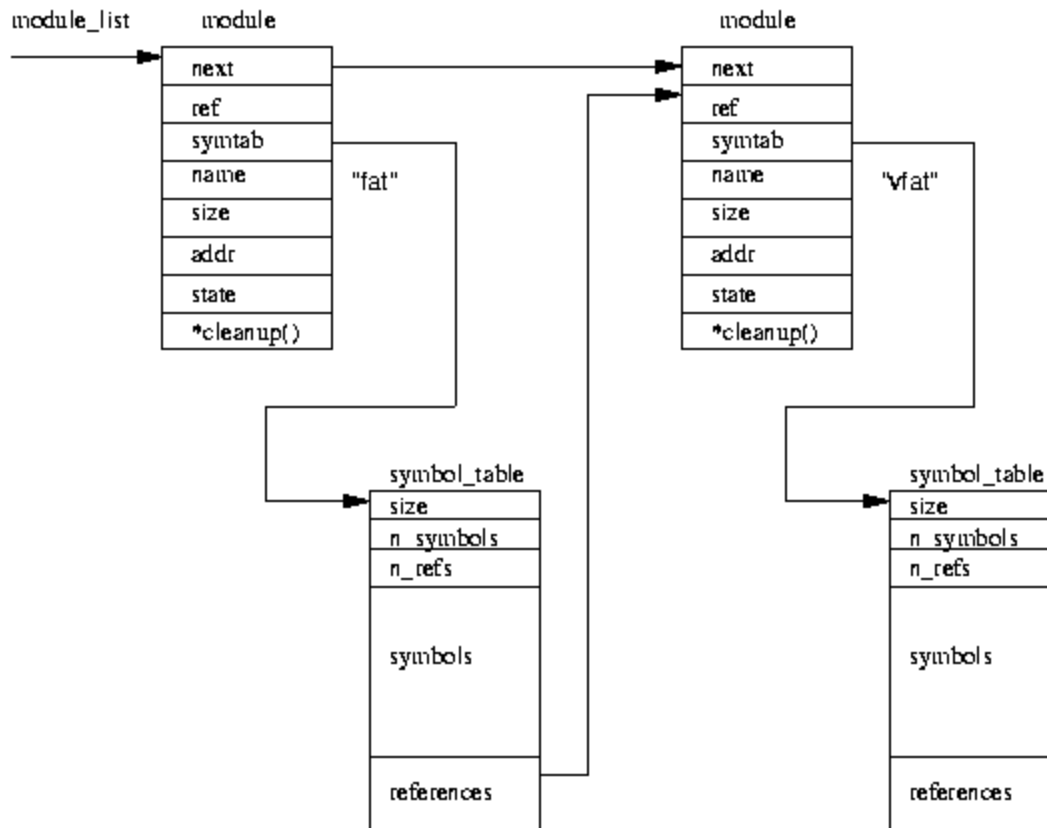 module_list
module
next
ref
symtab
name
"fat"
size
addr
state
*cleanup()
module
next
ref
symtab
name
"vfat"
size
addr
state
*cleanup()
symbol_table
size
n_symbols
n_refs
symbols
references
symbol_table
size
n_symbols
n_refs
symbols
references